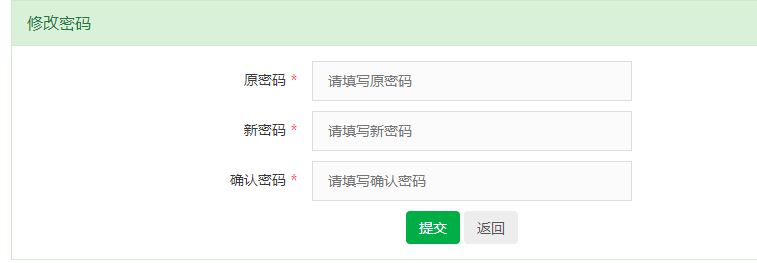 修改密码
原密码 * 请填写原密码
新密码 * 请填写新密码
确认密码 * 请填写确认密码
提交 返回